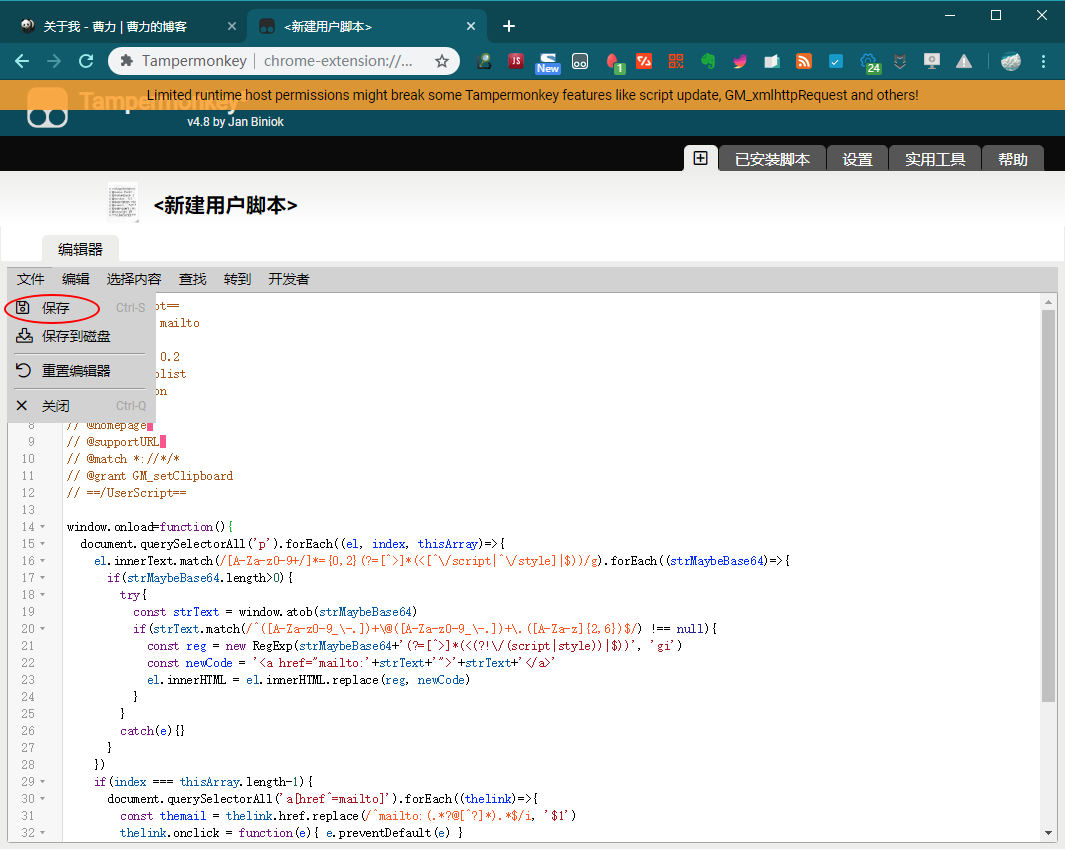 关于我 - 曹力 | 曹力的博客
<新建用户脚本>
Tampermonkey
chrome-extension://...
JS
New
1
24
Limited runtime host permissions might break some Tampermonkey features like script update, GM_xmlhttpRequest and others!
Tampermonkey
v4.8 by Jan Biniok
已安装脚本
设置
实用工具
帮助
<新建用户脚本>
编辑器
文件 编辑 选择内容 查找 转到 开发者
保存 Ctrl-S
保存到磁盘
重置编辑器
关闭 Ctrl-Q
pt==
mailto
0.2
olist
on
8 // @homepage
9 // @supportURL
10 // @match *://*/*
11 // @grant GM_setClipboard
12 // ==/UserScript==
13
14 window.onload=function(){
15 document.querySelectorAll('p').forEach((el, index, thisArray)=>{
16 el.innerText.match(/[A-Za-z0-9+/]*={0,2}(?=[^>]*(<[^\/script|^\/style]|$))/g).forEach((strMaybeBase64)=>{
17 if(strMaybeBase64.length>0){
18 try{
19 const strText = window.atob(strMaybeBase64)
20 if(strText.match(/^([A-Za-z0-9_\-.])+\@([A-Za-z0-9_\-.])+\.([A-Za-z]{2,6})$/) !== null){
21 const reg = new RegExp(strMaybeBase64+'(?=[^>]*(<(?!\/(script|style))|$))', 'gi')
22 const newCode = '<a href="mailto:'+strText+'">'+strText+'</a>'
23 el.innerHTML = el.innerHTML.replace(reg, newCode)
24 }
25 }
26 catch(e){}
27 }
28 })
29 if(index === thisArray.length-1){
30 document.querySelectorAll('a[href^=mailto]').forEach((thelink)=>{
31 const themail = thelink.href.replace(/^mailto:(.*?@[^?]*).*$/i, '$1')
32 thelink.onclick = function(e){ e.preventDefault(e) }